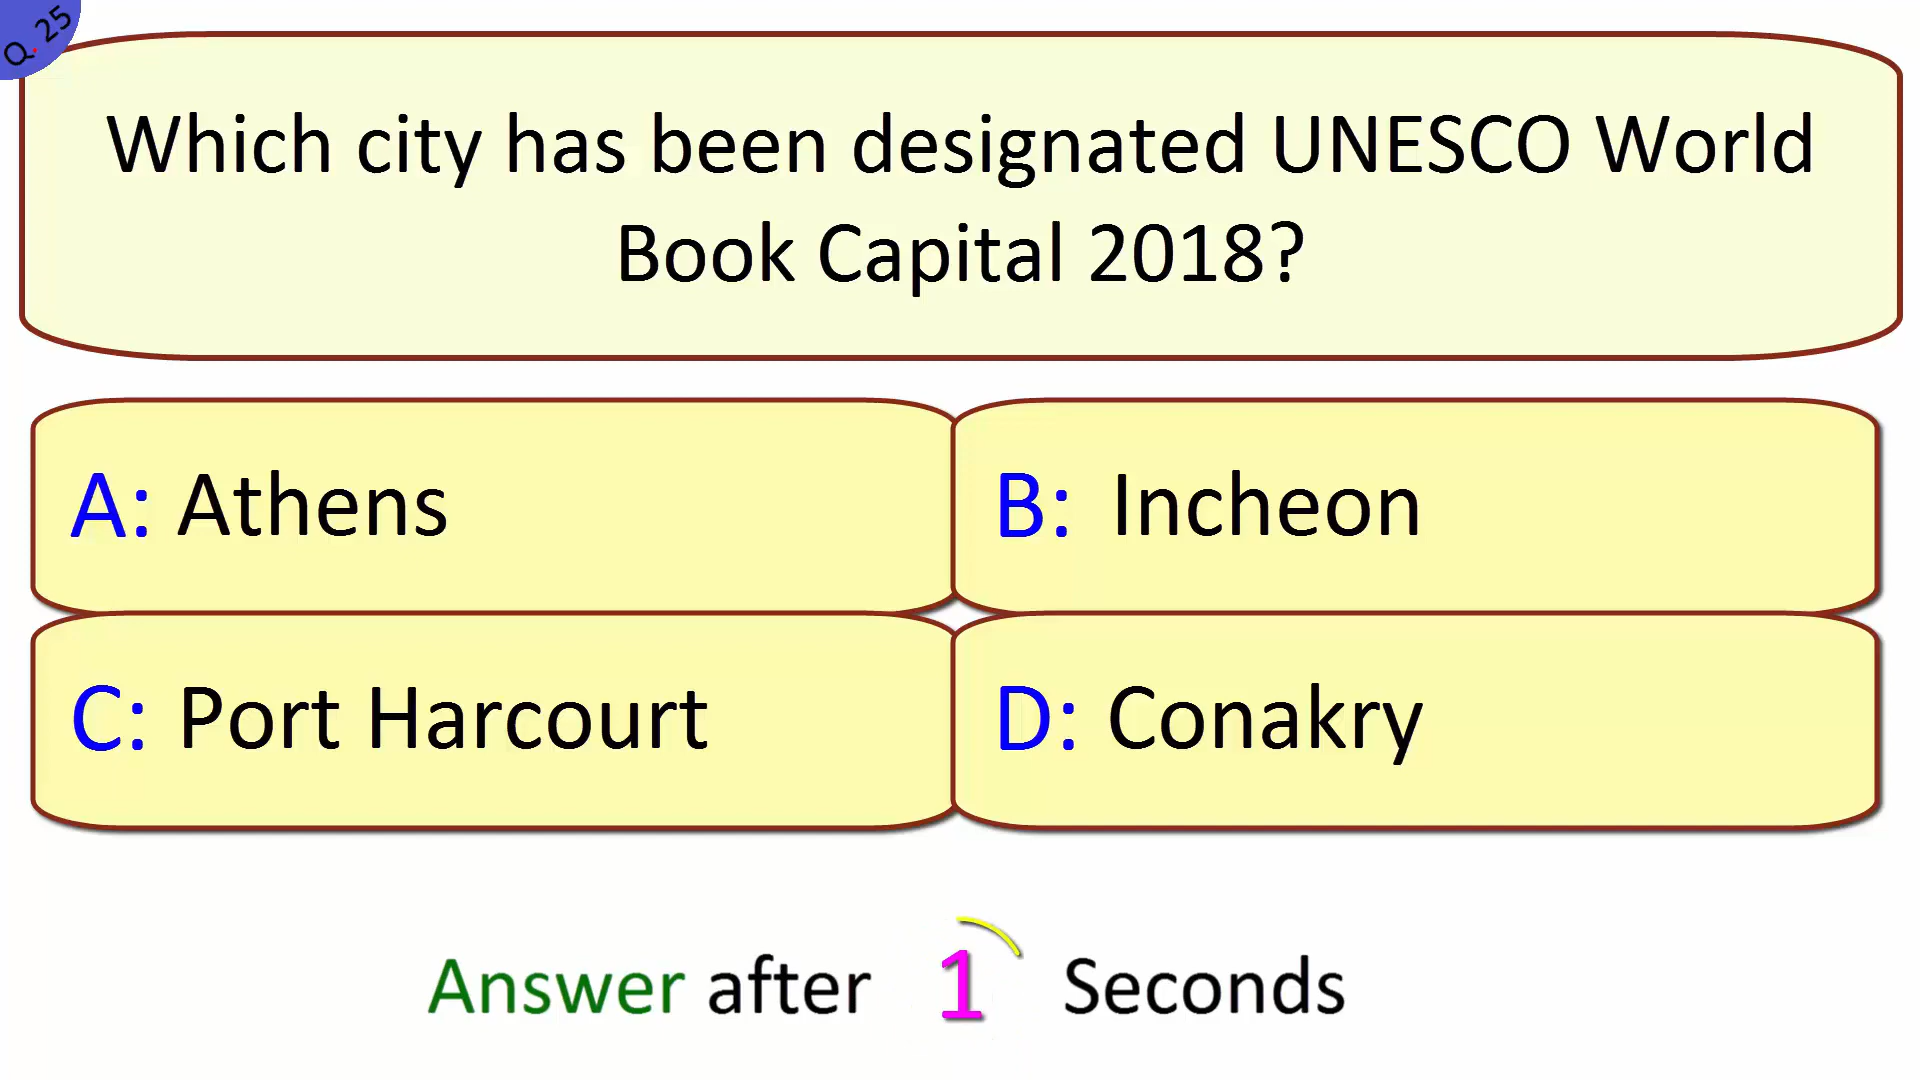 Q. 25
Which city has been designated UNESCO World
Book Capital 2018?
A: Athens
B: Incheon
C: Port Harcourt
D: Conakry
Answer after 1 Seconds